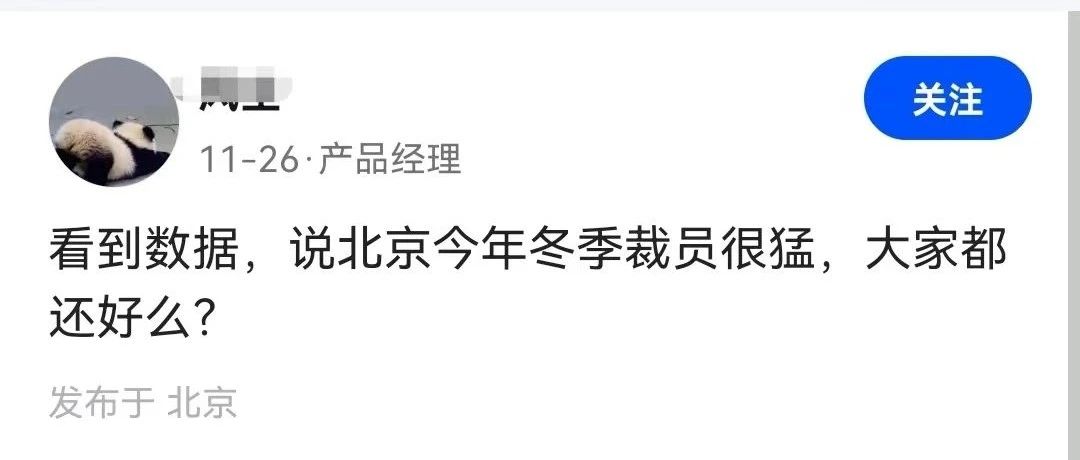 关注
11-26·产品经理
看到数据，说北京今年冬季裁员很猛，大家都
还好么？
发布于 北京